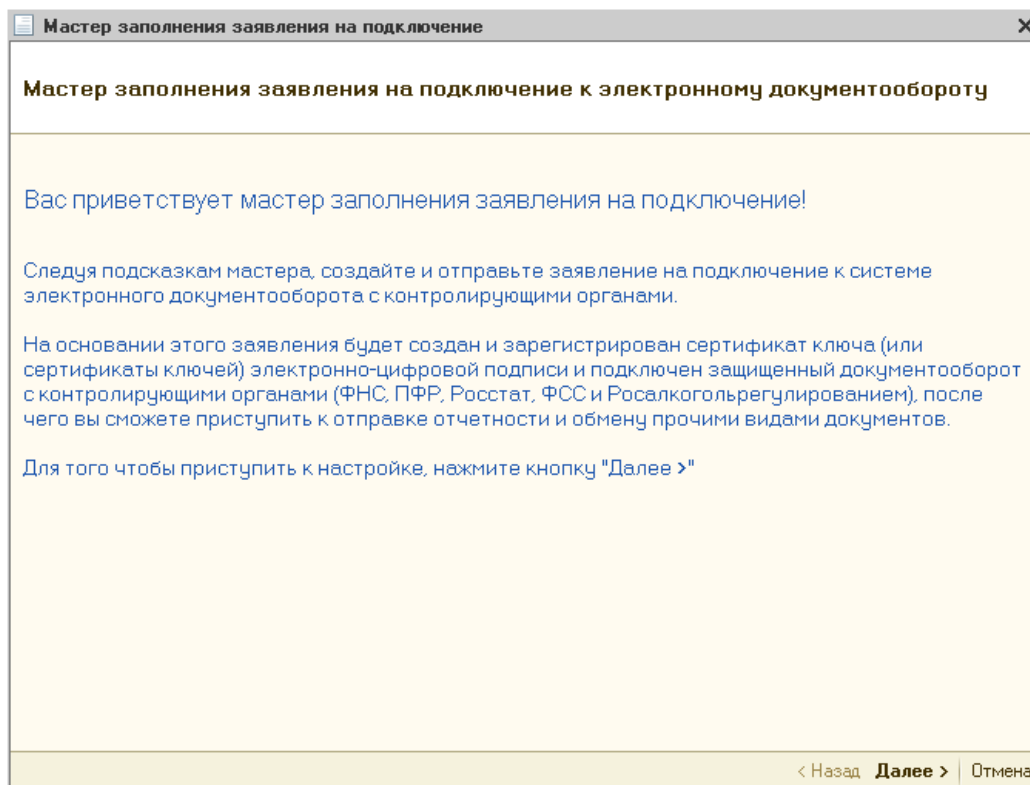 Мастер заполнения заявления на подключение
Мастер заполнения заявления на подключение к электронному документообороту
Вас приветствует мастер заполнения заявления на подключение!
Следуя подсказкам мастера, создайте и отправьте заявление на подключение к системе
электронного документооборота с контролирующими органами.
На основании этого заявления будет создан и зарегистрирован сертификат ключа (или
сертификаты ключей) электронно-цифровой подписи и подключен защищенный документооборот
с контролирующими органами (ФНС, ПФР, Росстат, ФСС и Росалкогольрегулированием), после
чего вы сможете приступить к отправке отчетности и обмену прочими видами документов.
Для того чтобы приступить к настройке, нажмите кнопку "Далее >"
< Назад Далее > Отмена